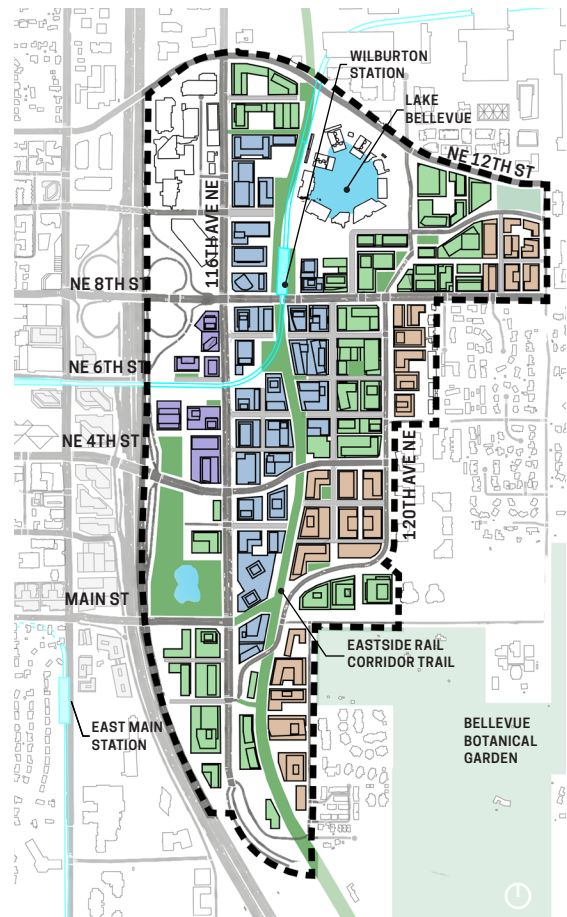 WILBURTON
STATION
LAKE
BELLEVUE
NE 12TH ST
116TH AVE NE
NE 8TH ST
NE 6TH ST
NE 4TH ST
120TH AVE NE
MAIN ST
EASTSIDE RAIL
CORRIDOR TRAIL
EAST MAIN
STATION
BELLEVUE
BOTANICAL
GARDEN